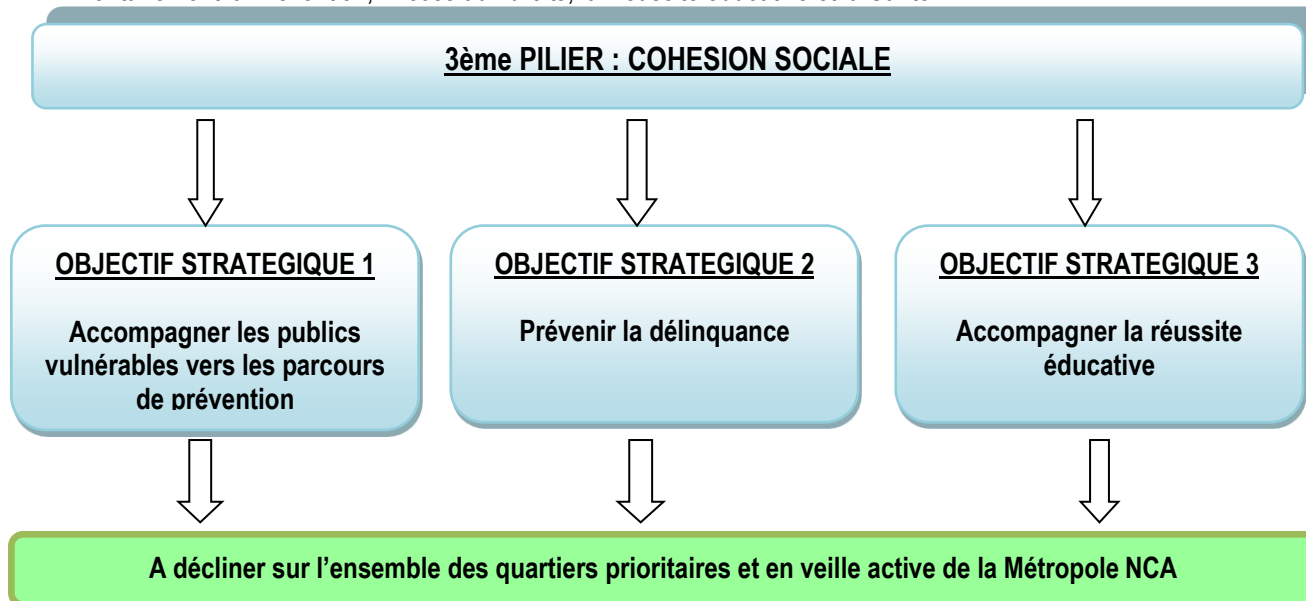 3ème PILIER : COHESION SOCIALE
OBJECTIF STRATEGIQUE 1
Accompagner les publics
vulnérables vers les parcours
de prévention
OBJECTIF STRATEGIQUE 2
Prévenir la délinquance
OBJECTIF STRATEGIQUE 3
Accompagner la réussite
éducative
A décliner sur l’ensemble des quartiers prioritaires et en veille active de la Métropole NCA